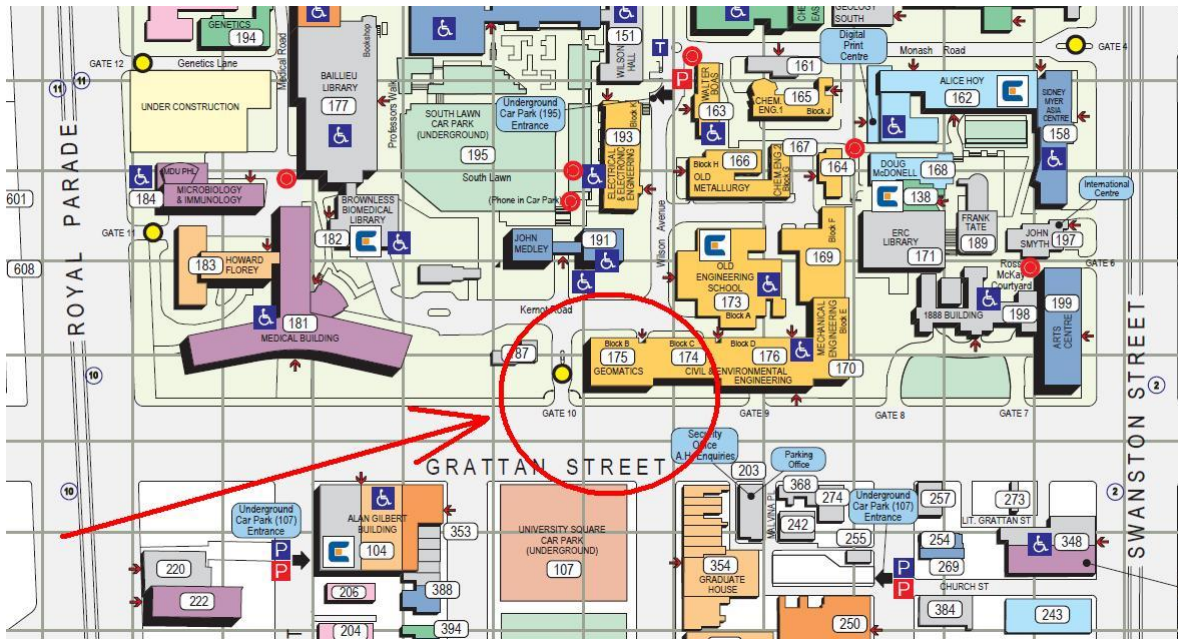 GENETICS
194
GATE 12
Genetics Lane
Medical Road
Bookshop
11
11
UNDER CONSTRUCTION
BAILLIEU
LIBRARY
177
Professors Walk
SOUTH LAWN
CAR PARK
(UNDERGROUND)
195
South Lawn
(Phone in Car Park)
Underground
Car Park (195)
Entrance
151
WILSON
HALL
T
P
193
ELECTRICAL
& ELECTRONIC
ENGINEERING
Block K
WALTER
BOAS
163
161
CHEM.
ENG.1
165
Block J
GEOLOGY
SOUTH
Digital
Print
Centre
Monash Road
GATE 4
ALICE HOY
162
SIDNEY
MYER
ASIA
CENTRE
158
167
Block H
166
OLD
METALLURGY
CHEM.ENG.2
Block G
164
DOUG
McDONELL
168
138
International
Centre
FRANK
TATE
189
JOHN
SMYTH
197
ERC
LIBRARY
171
GATE 6
MDU PHL
184
MICROBIOLOGY
& IMMUNOLOGY
601
GATE 11
608
ROYAL PARADE
183
HOWARD
FLOREY
BROWNLESS
BIOMEDICAL
LIBRARY
182
JOHN
MEDLEY
191
Wilson Avenue
OLD
ENGINEERING
SCHOOL
173
Block A
Block F
169
MECHANICAL
ENGINEERING
Block E
170
Ross
McKay
Courtyard
1888 BUILDING
198
199
ARTS
CENTRE
SWANSTON STREET
181
MEDICAL BUILDING
Kernot Road
187
Block B
175
GEOMATICS
Block C
174
Block D
176
CIVIL & ENVIRONMENTAL
ENGINEERING
10
2
GATE 10
GATE 9
GATE 8
GATE 7
GRATTAN STREET
10
Security
Office
A.H. Enquiries
203
Parking
Office
368
274
MALVINA PL
242
255
Underground
Car Park (107)
Entrance
257
273
LIT. GRATTAN ST
2
254
269
348
Underground
Car Park (107)
Entrance
P
P
ALAN GILBERT
BUILDING
104
353
UNIVERSITY SQUARE
CAR PARK
(UNDERGROUND)
107
354
GRADUATE
HOUSE
P
P
CHURCH ST
220
222
206
388
204
394
250
384
243